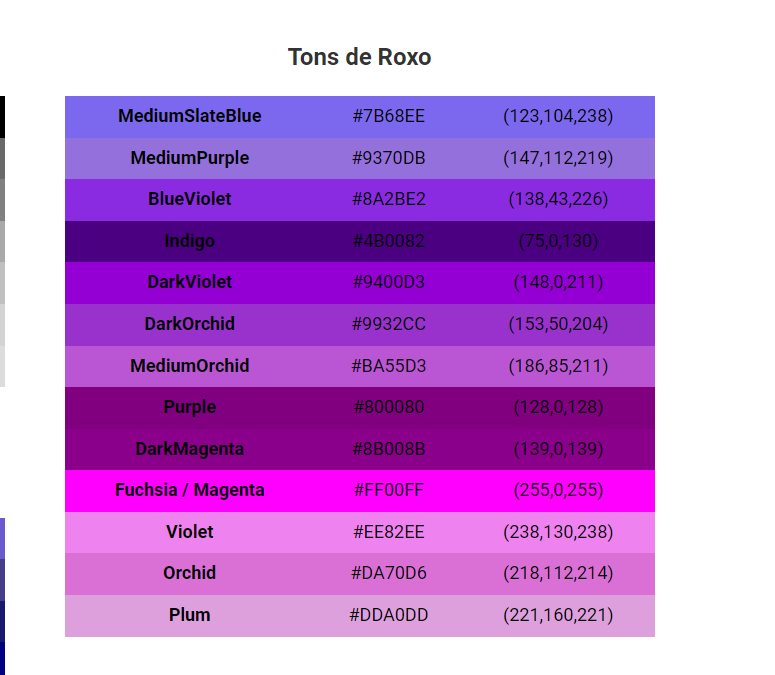 Tons de Roxo
MediumSlateBlue #7B68EE (123,104,238)
MediumPurple #9370DB (147,112,219)
BlueViolet #8A2BE2 (138,43,226)
Indigo #4B0082 (75,0,130)
DarkViolet #9400D3 (148,0,211)
DarkOrchid #9932CC (153,50,204)
MediumOrchid #BA55D3 (186,85,211)
Purple #800080 (128,0,128)
DarkMagenta #8B008B (139,0,139)
Fuchsia / Magenta #FF00FF (255,0,255)
Violet #EE82EE (238,130,238)
Orchid #DA70D6 (218,112,214)
Plum #DDA0DD (221,160,221)